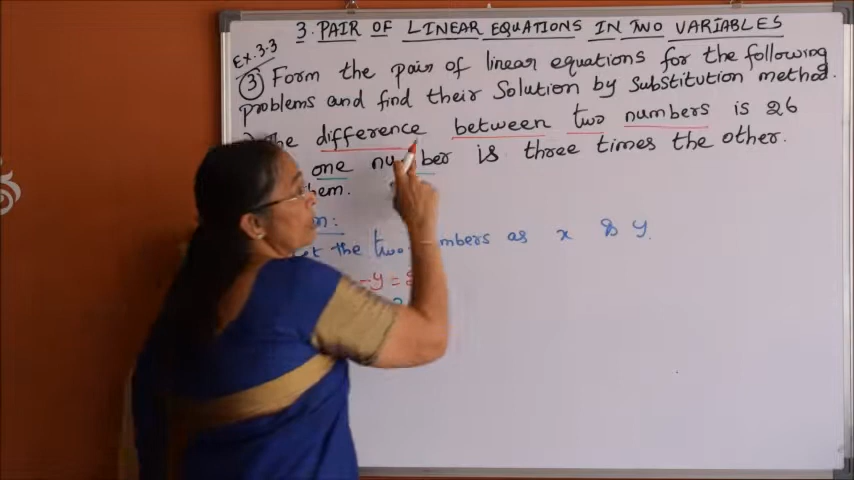 3. PAIR OF LINEAR EQUATIONS IN TWO VARIABLES
Ex.3.3
3 Form the pair of linear equations for the following
problems and find their Solution by Substitution method.
difference between two numbers is 26
one is three times the other.
Let the two as x & y.
-y =